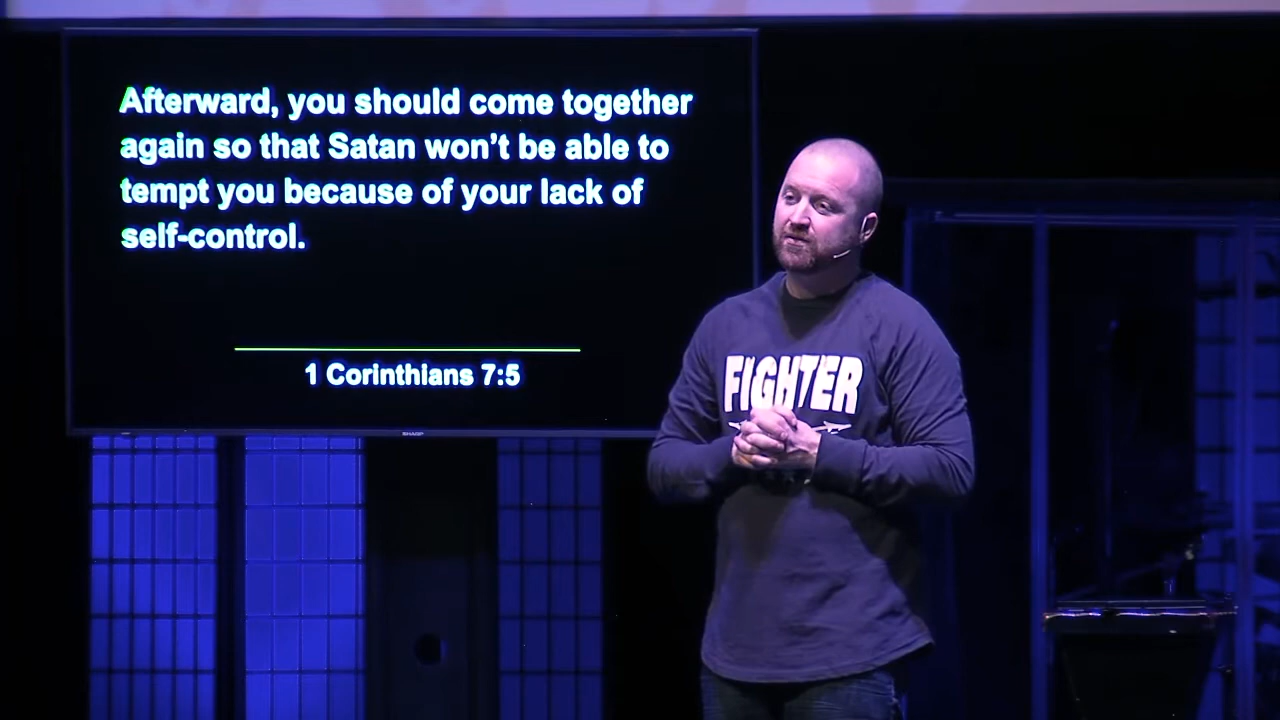 Afterward, you should come together
again so that Satan won't be able to
tempt you because of your lack of
self-control.
1 Corinthians 7:5
SHARP
FIGHTER